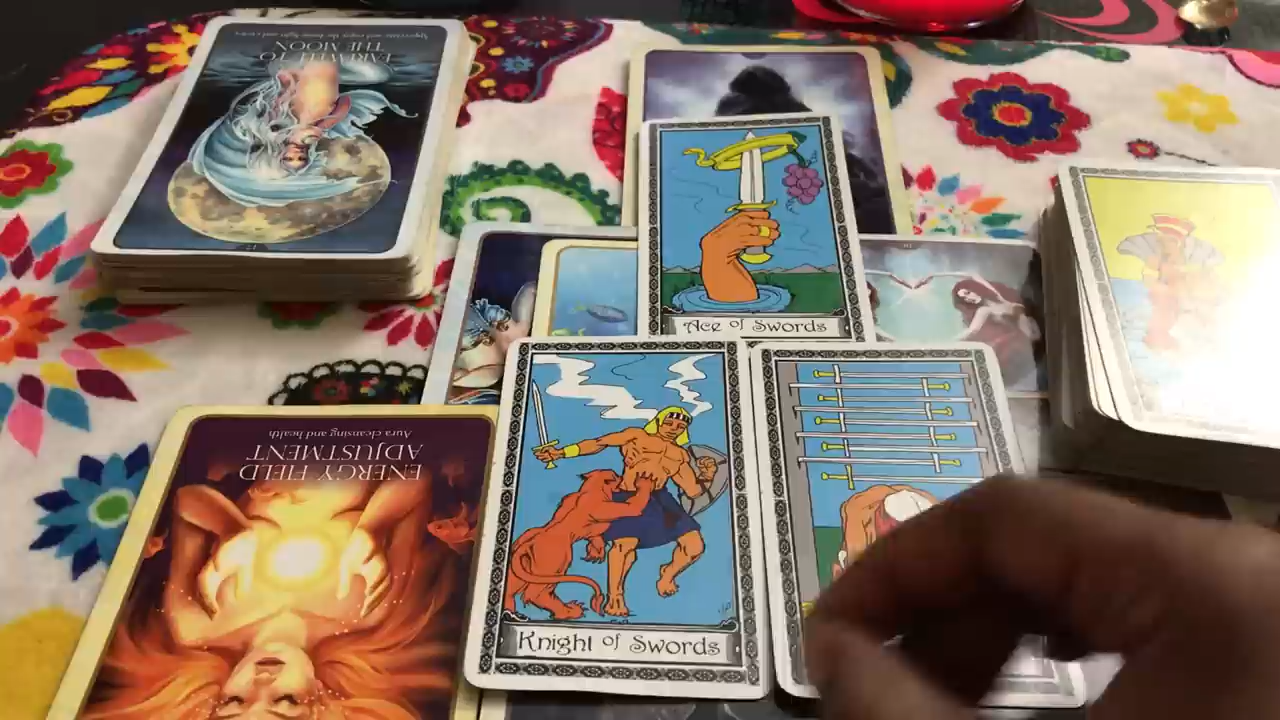 FAREWELL TO
THE MOON
Ace of Swords
ENERGY FIELD
ADJUSTMENT
Aura cleansing and health
Knight of Swords